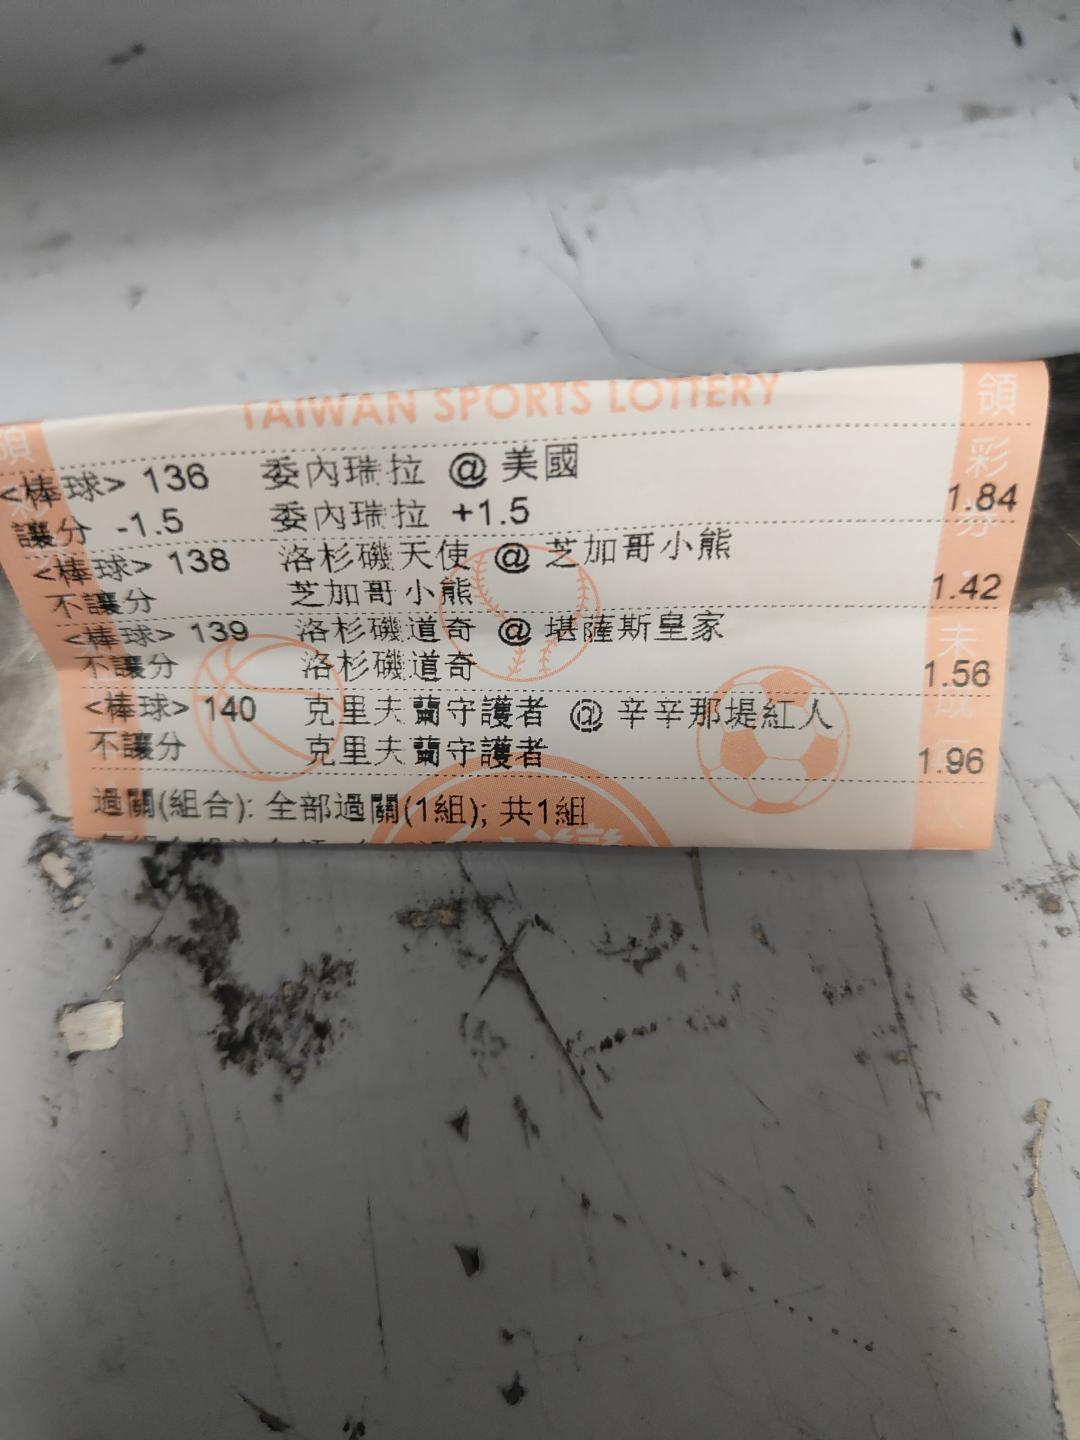 TAIWAN SPORTS LOTTERY
<棒球> 136 委內瑞拉 @ 美國
讓分 -1.5 委內瑞拉 +1.5 1.84
<棒球> 138 洛杉磯天使 @ 芝加哥小熊
不讓分 芝加哥小熊 1.42
<棒球> 139 洛杉磯道奇 @ 堪薩斯皇家
不讓分 洛杉磯道奇 1.56
<棒球> 140 克里夫蘭守護者 @ 辛辛那堤紅人
不讓分 克里夫蘭守護者 1.96
過關(組合): 全部過關(1組); 共1組
領彩
未成